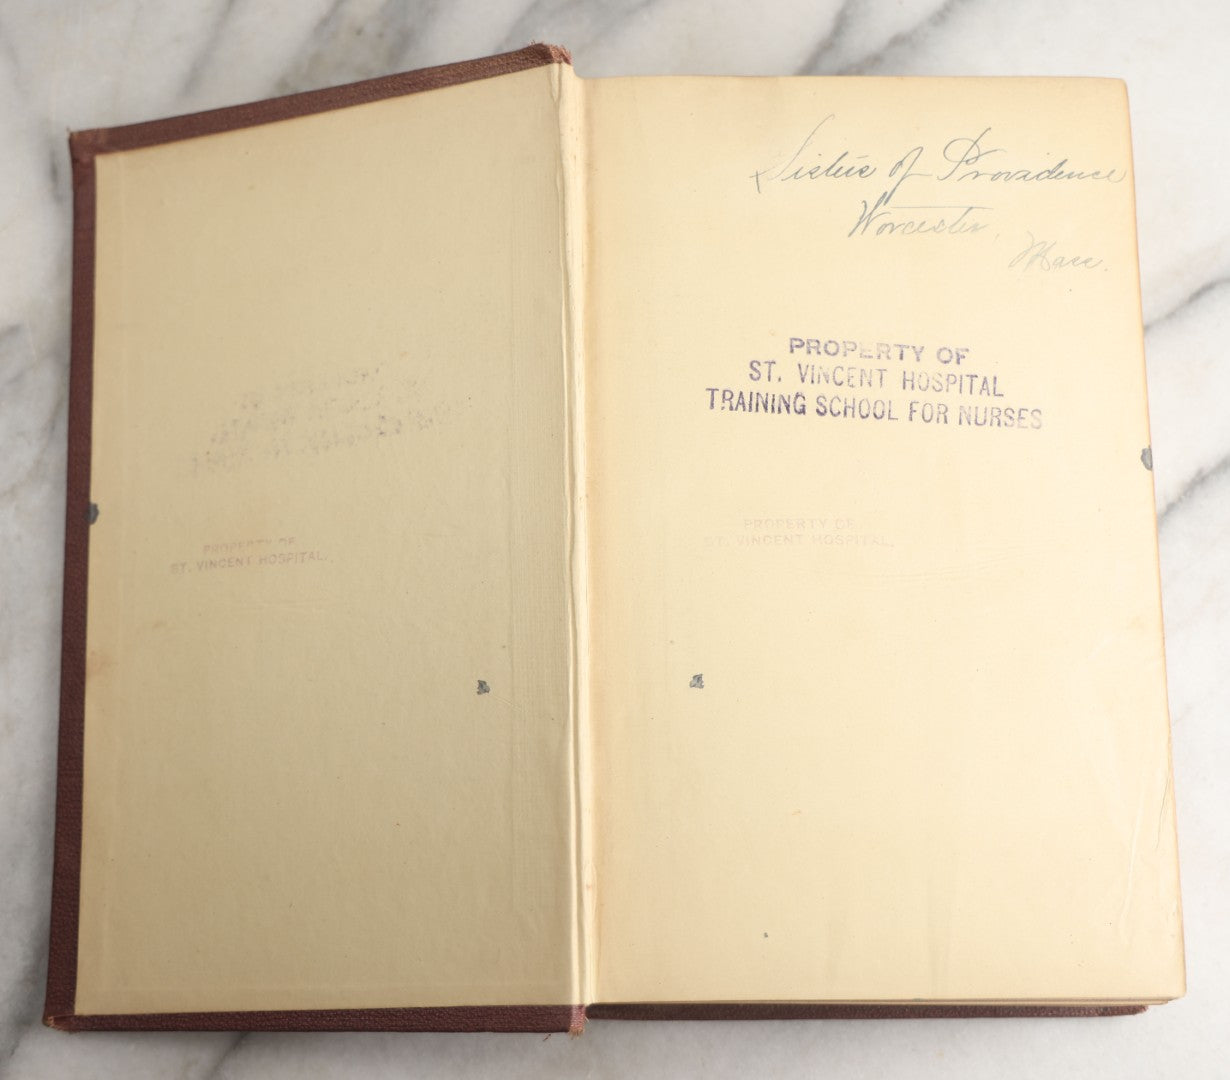 PROPERTY OF
ST. VINCENT HOSPITAL.
Sisters of Providence
Worcester,
Mass.
PROPERTY OF
ST. VINCENT HOSPITAL
TRAINING SCHOOL FOR NURSES
PROPERTY OF
ST. VINCENT HOSPITAL.